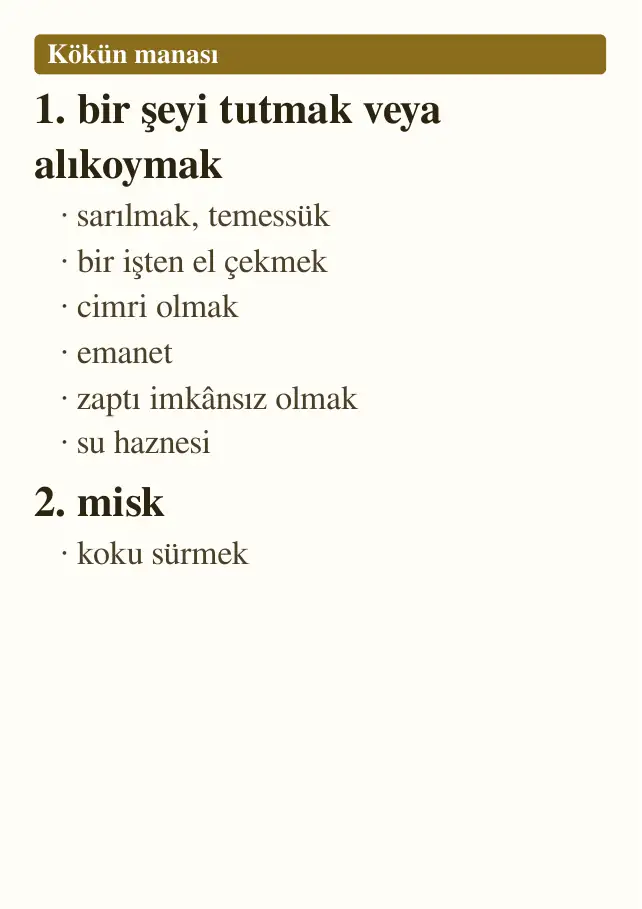 Kökün manası
1. bir şeyi tutmak veya
alıkoymak
· sarılmak, temessük
· bir işten el çekmek
· cimri olmak
· emanet
· zaptı imkânsız olmak
· su haznesi
2. misk
· koku sürmek